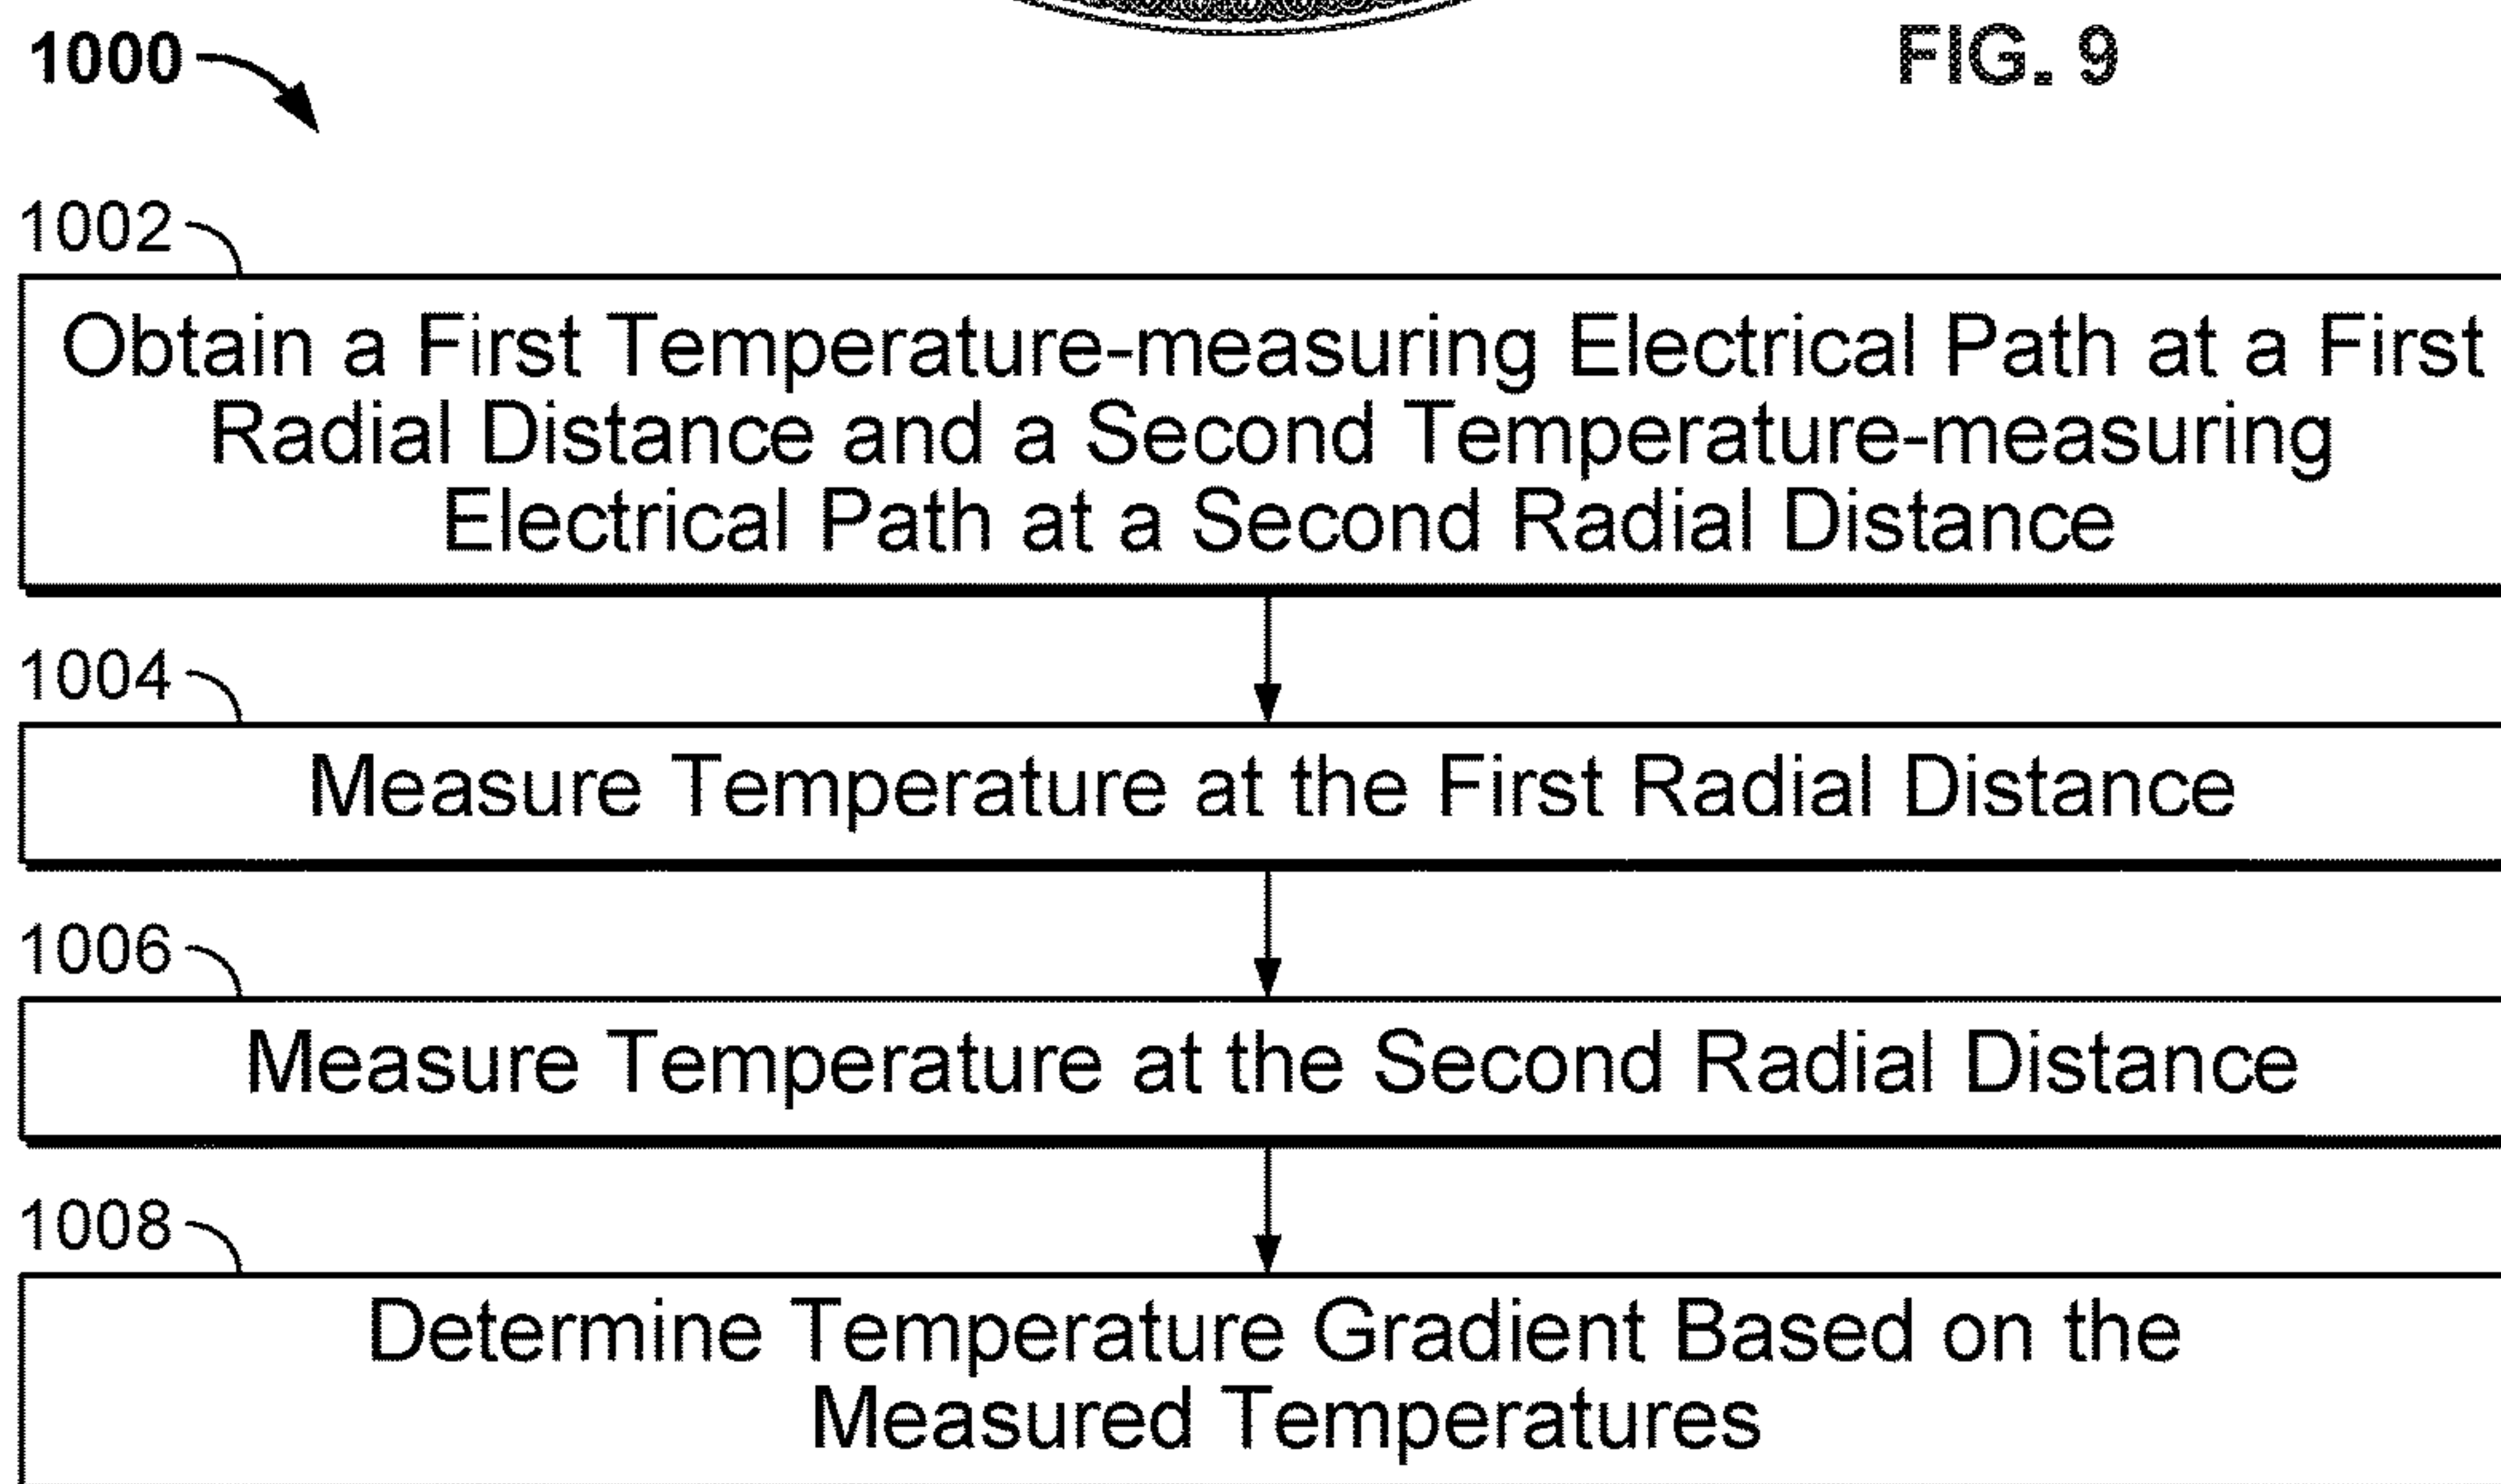 1000
FIG. 9
1002
Obtain a First Temperature-measuring Electrical Path at a First
Radial Distance and a Second Temperature-measuring
Electrical Path at a Second Radial Distance
1004
Measure Temperature at the First Radial Distance
1006
Measure Temperature at the Second Radial Distance
1008
Determine Temperature Gradient Based on the
Measured Temperatures